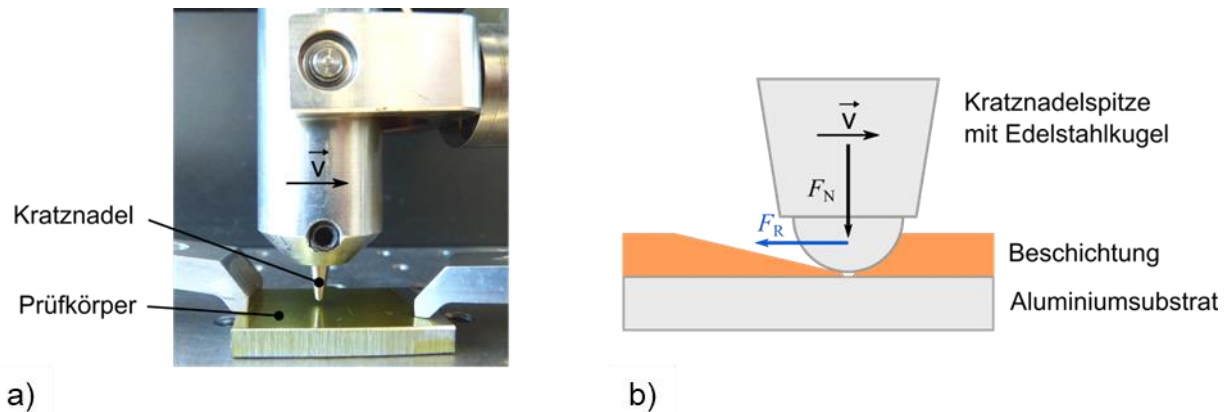 v
Kratznadel
Prüfkörper
a)
v
F_N
F_R
Kratznadelspitze
mit Edelstahlkugel
Beschichtung
Aluminiumsubstrat
b)